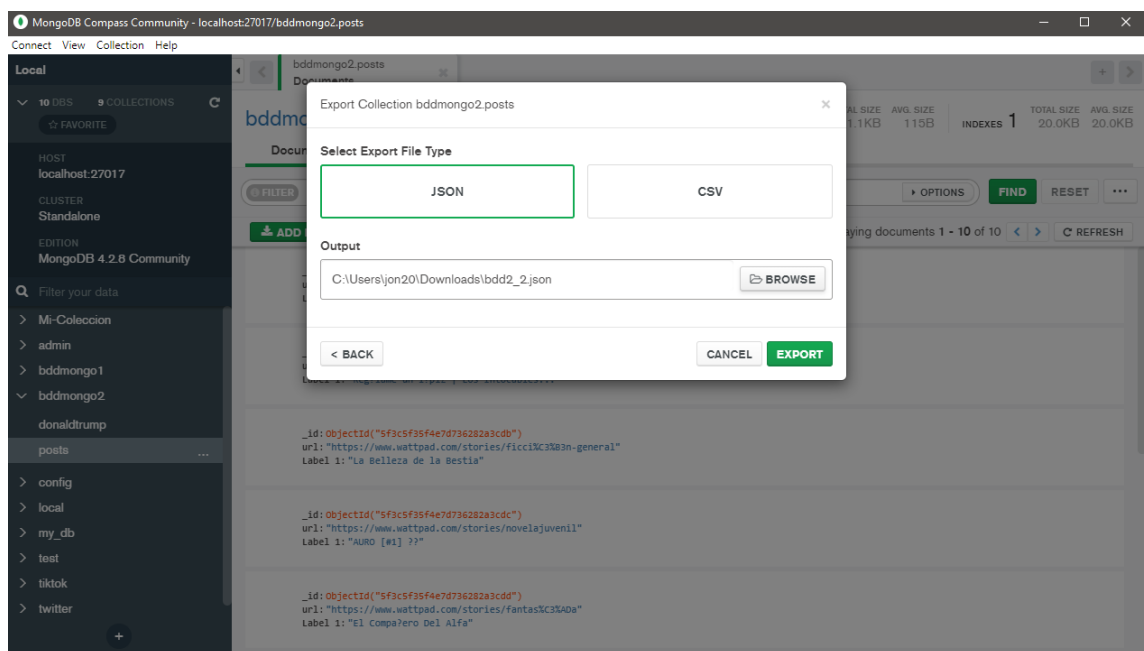 MongoDB Compass Community - localhost:27017/bddmongo2.posts
Connect View Collection Help
Local
bddmongo2.posts
Documents
10 DBS 9 COLLECTIONS
FAVORITE
HOST
localhost:27017
CLUSTER
Standalone
EDITION
MongoDB 4.2.8 Community
Filter your data
Mi-Coleccion
admin
bddmongo1
bddmongo2
donaldtrump
posts
...
config
local
my_db
test
tiktok
twitter
+
bddmo
AL SIZE AVG. SIZE
1.1KB 115B
INDEXES 1
TOTAL SIZE AVG. SIZE
20.0KB 20.0KB
Docum
FILTER
OPTIONS
FIND
RESET
...
ADD
aying documents 1 - 10 of 10
REFRESH
Export Collection bddmongo2.posts
×
Select Export File Type
JSON
CSV
Output
C:\Users\jon20\Downloads\bdd2_2.json
BROWSE
< BACK
CANCEL
EXPORT
_id: ObjectId("5f3c5f35f4e7d736282a3cdb")
url: "https://www.wattpad.com/stories/ficci%C3%B3n-general"
Label 1: "La Belleza de la Bestia"
_id: ObjectId("5f3c5f35f4e7d736282a3cdc")
url: "https://www.wattpad.com/stories/novelajuvenil"
Label 1: "AURO [#1] ??"
_id: ObjectId("5f3c5f35f4e7d736282a3cdd")
url: "https://www.wattpad.com/stories/fantas%C3%ADa"
Label 1: "El Compa?ero Del Alfa"